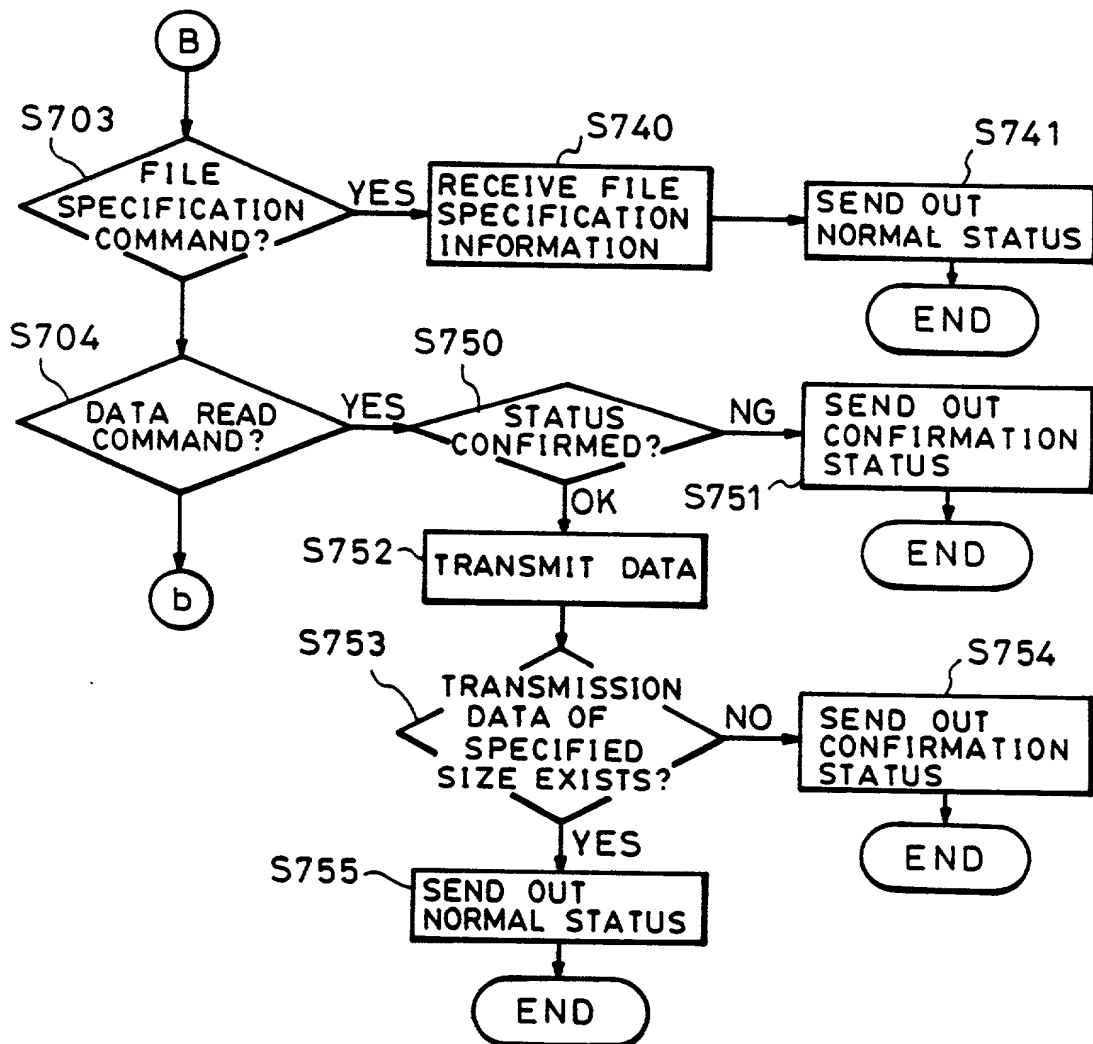 B
S703
FILE
SPECIFICATION
COMMAND?
YES
S740
RECEIVE FILE
SPECIFICATION
INFORMATION
S741
SEND OUT
NORMAL STATUS
END
S704
DATA READ
COMMAND?
YES
S750
STATUS
CONFIRMED?
NG
SEND OUT
CONFIRMATION
STATUS
S751
END
OK
b
S752
TRANSMIT DATA
S753
TRANSMISSION
DATA OF
SPECIFIED
SIZE EXISTS?
NO
S754
SEND OUT
CONFIRMATION
STATUS
END
YES
S755
SEND OUT
NORMAL STATUS
END